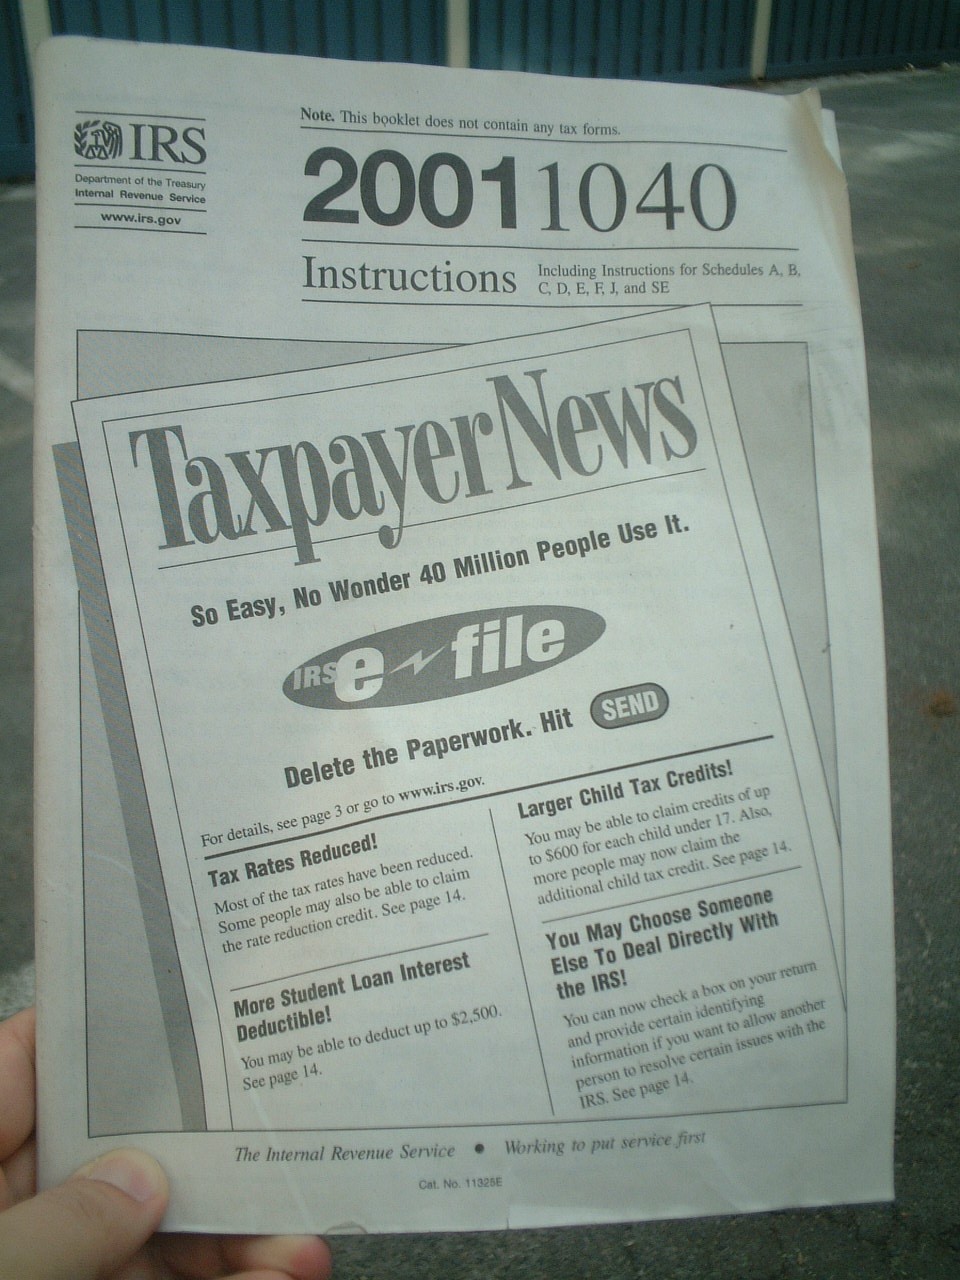 IRS
Department of the Treasury
Internal Revenue Service
www.irs.gov
Note. This booklet does not contain any tax forms.
2001 1040
Instructions
Including Instructions for Schedules A, B,
C, D, E, F, J, and SE
TaxpayerNews
So Easy, No Wonder 40 Million People Use It.
IRS e file
Delete the Paperwork. Hit SEND
For details, see page 3 or go to www.irs.gov.
Tax Rates Reduced!
Most of the tax rates have been reduced.
Some people may also be able to claim
the rate reduction credit. See page 14.
More Student Loan Interest
Deductible!
You may be able to deduct up to $2,500.
See page 14.
Larger Child Tax Credits!
You may be able to claim credits of up
to $600 for each child under 17. Also,
more people may now claim the
additional child tax credit. See page 14.
You May Choose Someone
Else To Deal Directly With
the IRS!
You can now check a box on your return
and provide certain identifying
information if you want to allow another
person to resolve certain issues with the
IRS. See page 14.
The Internal Revenue Service • Working to put service first
Cat. No. 11325E